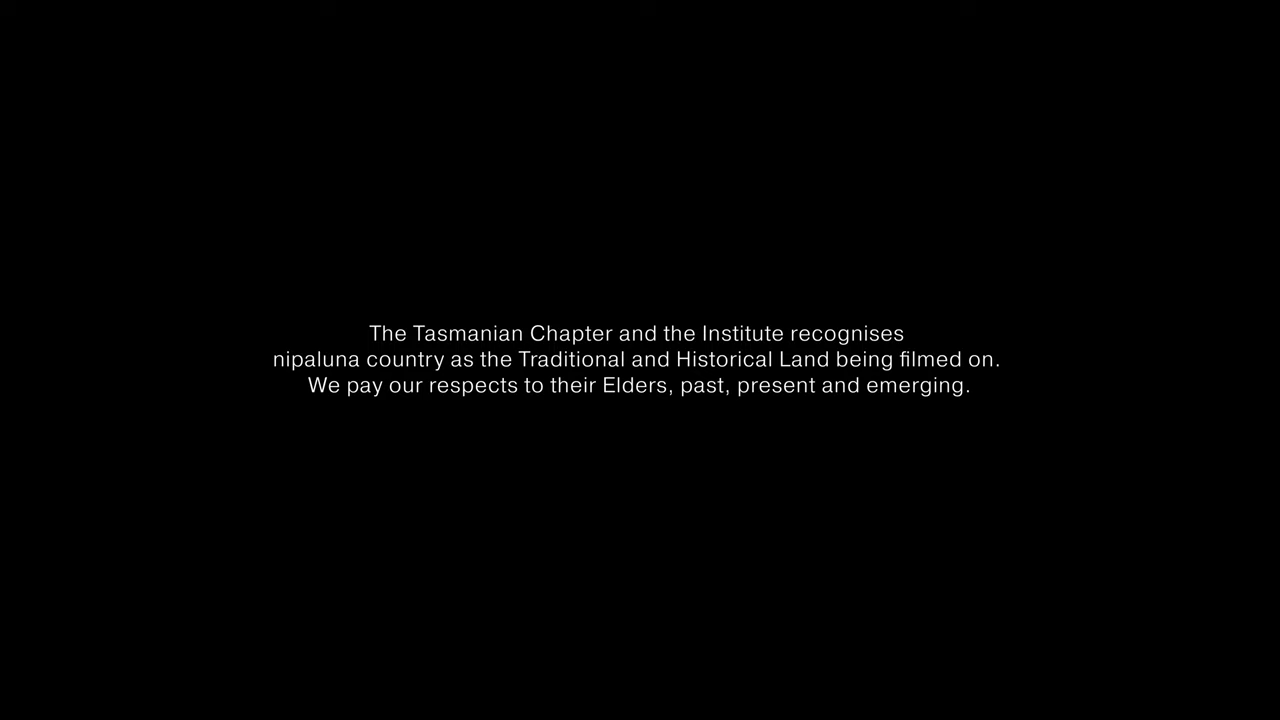 The Tasmanian Chapter and the Institute recognises
nipaluna country as the Traditional and Historical Land being filmed on.
We pay our respects to their Elders, past, present and emerging.